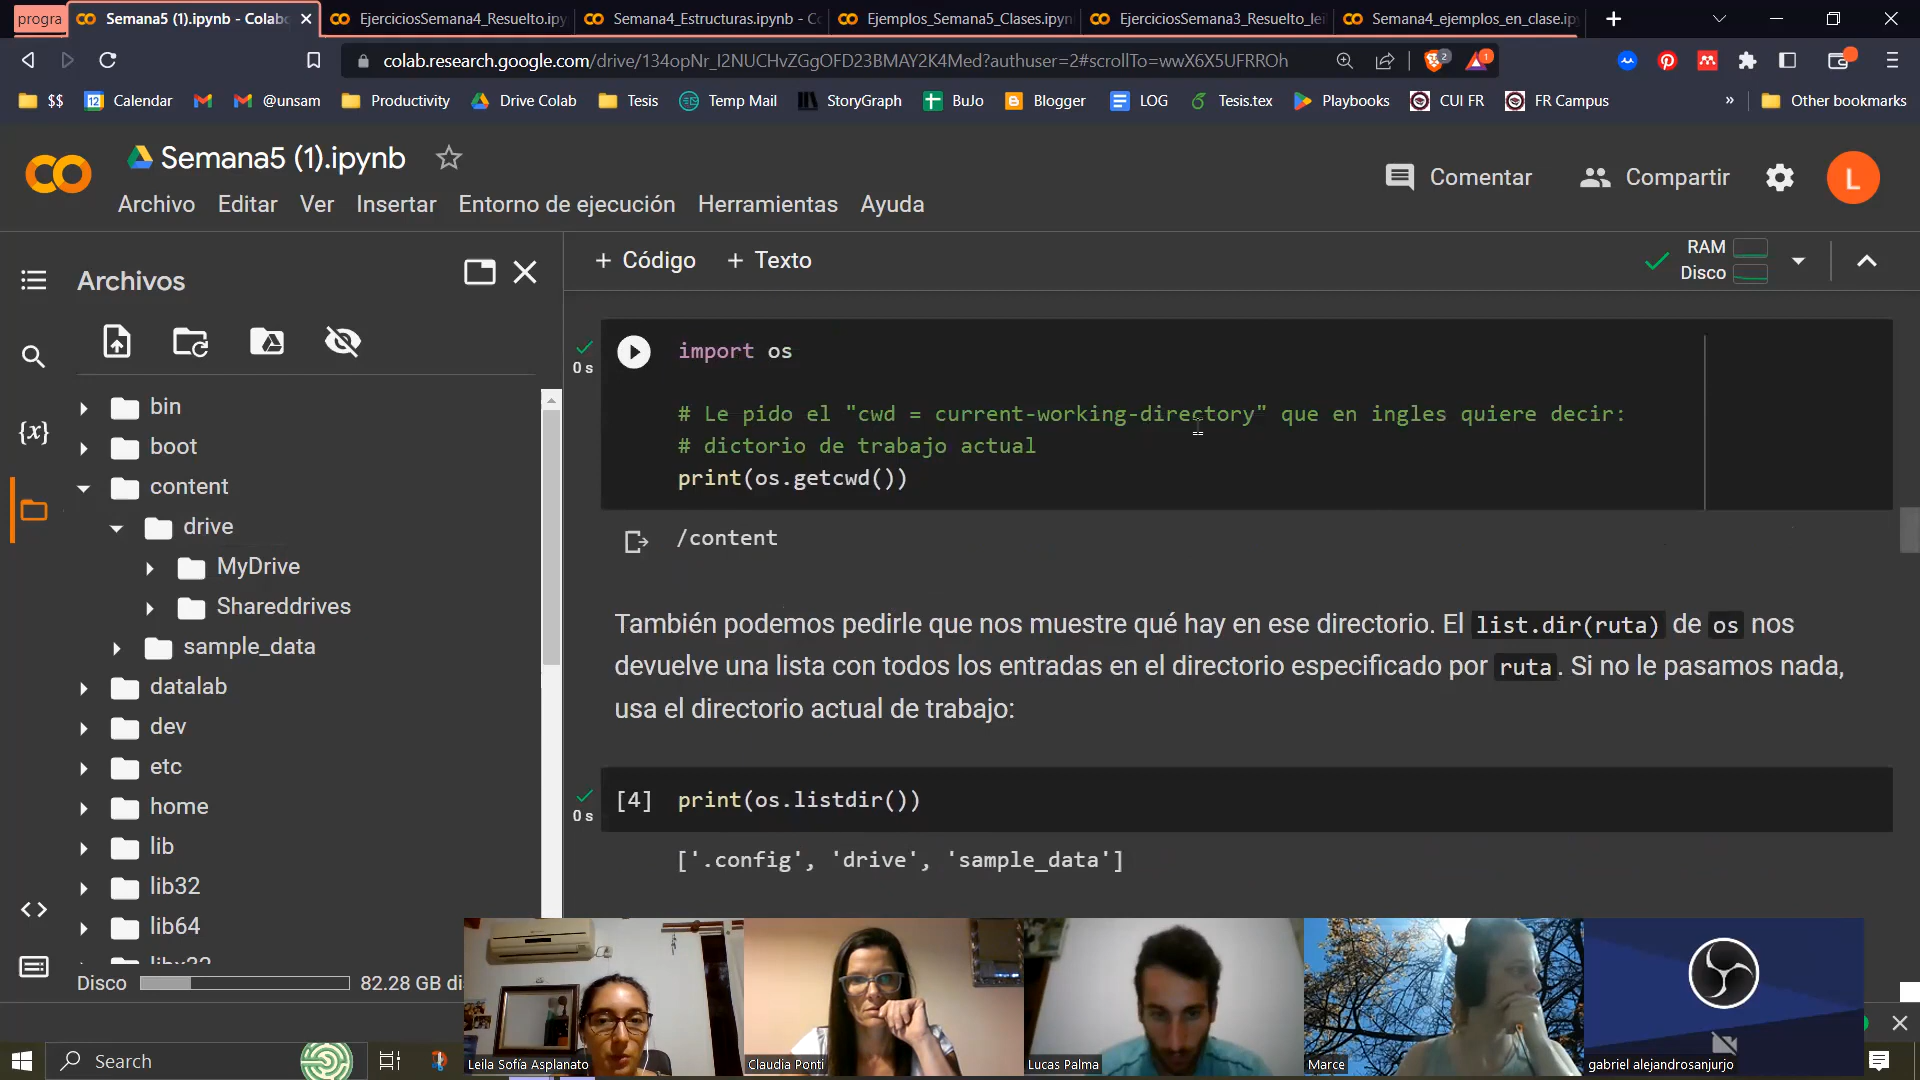 progra
Semana5 (1).ipynb - Colab
EjerciciosSemana4_Resuelto.ipy
Semana4_Estructuras.ipynb - Co
Ejemplos_Semana5_Clases.ipyn
EjerciciosSemana3_Resuelto_lei
Semana4_ejemplos_en_clase.ip
colab.research.google.com/drive/134opNr_I2NUCHvZGgOFD23BMAY2K4Med?authuser=2#scrollTo=wwX6X5UFRROh
2
1
$$
12
Calendar
@unsam
Productivity
Drive Colab
Tesis
Temp Mail
StoryGraph
BuJo
Blogger
LOG
Tesis.tex
Playbooks
CUI FR
FR Campus
»
Other bookmarks
Semana5 (1).ipynb
Comentar
Compartir
L
Archivo
Editar
Ver
Insertar
Entorno de ejecución
Herramientas
Ayuda
Archivos
+ Código
+ Texto
RAM
Disco
{x}
bin
boot
content
drive
MyDrive
Shareddrives
sample_data
datalab
dev
etc
home
lib
lib32
lib64
Disco
82.28 GB di
0 s
import os
# Le pido el "cwd = current-working-directory" que en ingles quiere decir:
# dictorio de trabajo actual
print(os.getcwd())
/content
También podemos pedirle que nos muestre qué hay en ese directorio. El list.dir(ruta) de os nos
devuelve una lista con todos los entradas en el directorio especificado por ruta. Si no le pasamos nada,
usa el directorio actual de trabajo:
0 s
[4] print(os.listdir())
['.config', 'drive', 'sample_data']
Leila Sofía Asplanato
Claudia Ponti
Lucas Palma
Marce
gabriel alejandrosanjurjo
Search